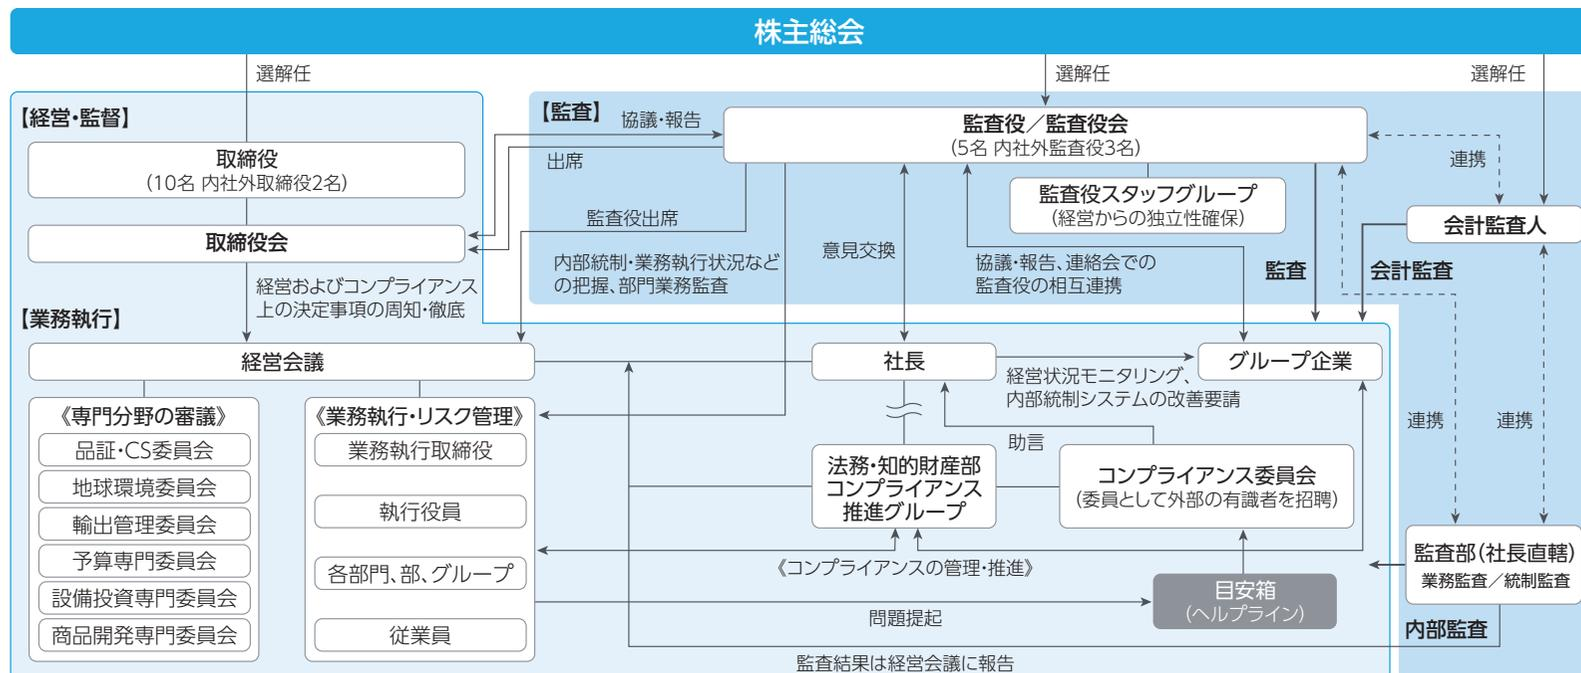 株主総会
選解任
選解任
選解任
【経営・監督】
取締役
(10名 内社外取締役2名)
取締役会
経営およびコンプライアンス
上の決定事項の周知・徹底
【監査】
協議・報告
出席
監査役/監査役会
(5名 内社外監査役3名)
連携
監査役スタッフグループ
(経営からの独立性確保)
会計監査人
監査役出席
内部統制・業務執行状況など
の把握、部門業務監査
意見交換
協議・報告、連絡会での
監査役の相互連携
監査
会計監査
【業務執行】
経営会議
社長
グループ企業
経営状況モニタリング、
内部統制システムの改善要請
《専門分野の審議》
品証・CS委員会
地球環境委員会
輸出管理委員会
予算専門委員会
設備投資専門委員会
商品開発専門委員会
《業務執行・リスク管理》
業務執行取締役
執行役員
各部門、部、グループ
従業員
助言
法務・知的財産部
コンプライアンス
推進グループ
コンプライアンス委員会
(委員として外部の有識者を招聘)
連携
連携
《コンプライアンスの管理・推進》
目安箱
(ヘルプライン)
問題提起
監査部(社長直轄)
業務監査/統制監査
内部監査
監査結果は経営会議に報告